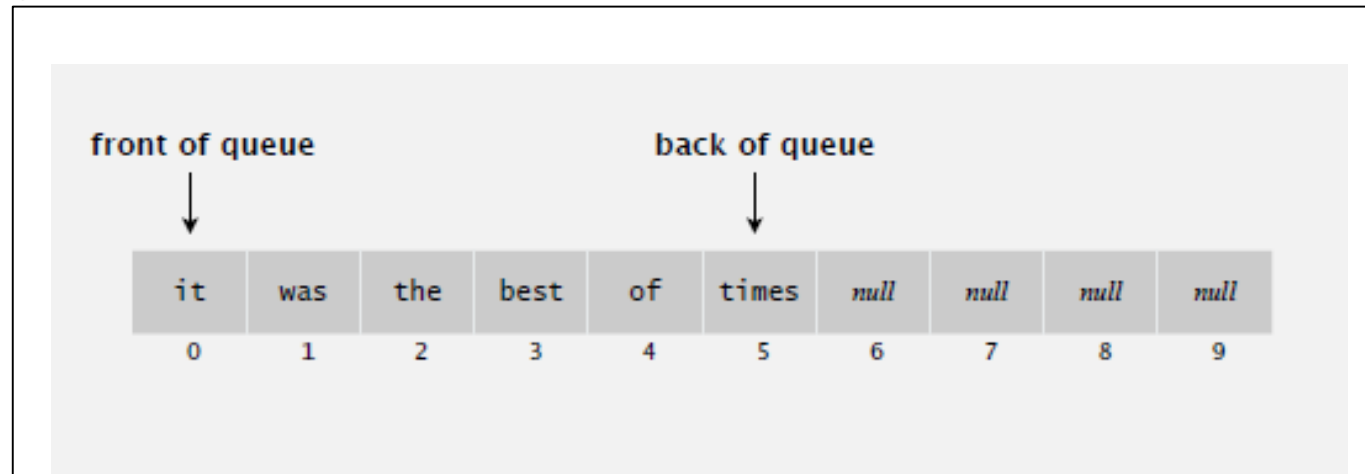 front of queue back of queue
it was the best of times null null null null
0 1 2 3 4 5 6 7 8 9